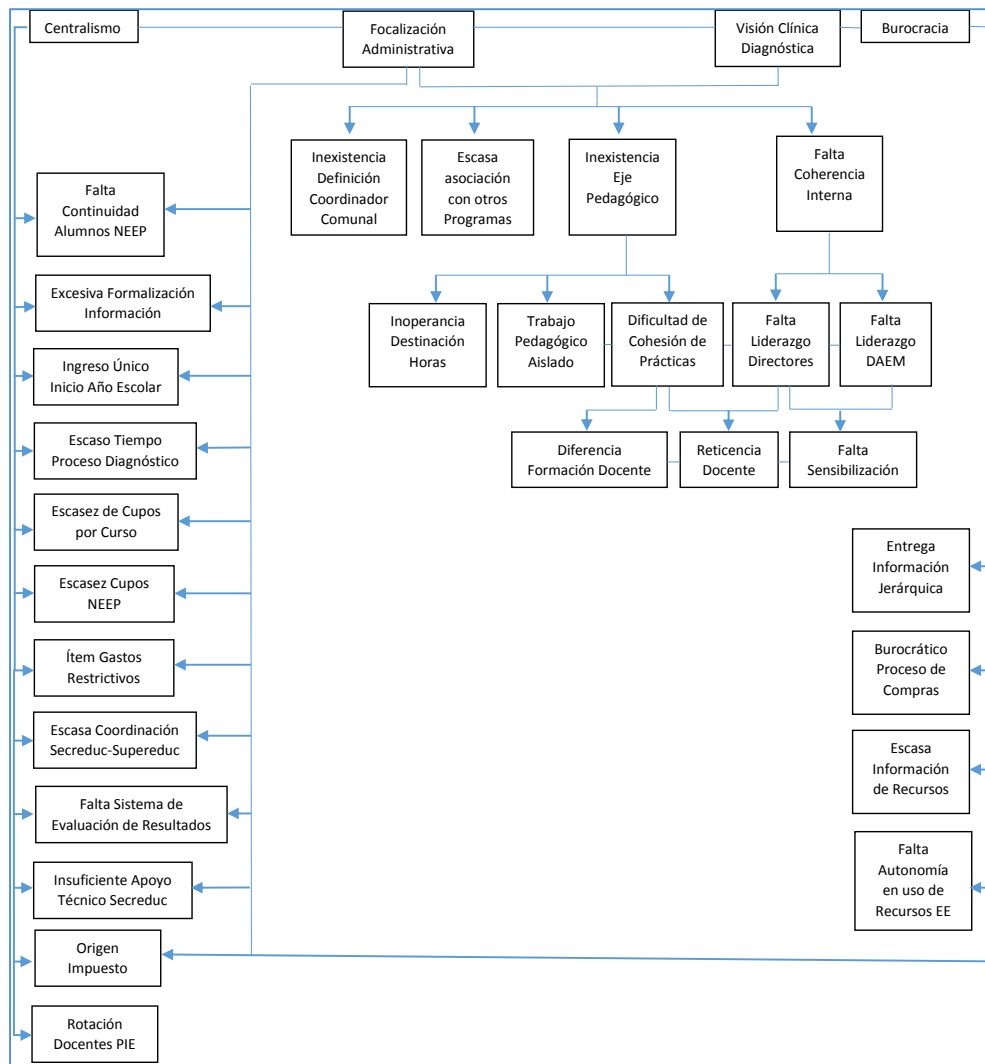 Centralismo
Focalización
Administrativa
Visión Clínica
Diagnóstica
Burocracia
Inexistencia
Definición
Coordinador
Comunal
Escasa
asociación
con otros
Programas
Inexistencia
Eje
Pedagógico
Falta
Coherencia
Interna
Falta
Continuidad
Alumnos NEEP
Excesiva Formalización
Información
Ingreso Único
Inicio Año Escolar
Escaso Tiempo
Proceso Diagnóstico
Escasez de Cupos
por Curso
Escasez Cupos
NEEP
Ítem Gastos
Restrictivos
Escasa Coordinación
Secreduc-Supereduc
Falta Sistema de
Evaluación de Resultados
Insuficiente Apoyo
Técnico Secreduc
Origen
Impuesto
Rotación
Docentes PIE
Inoperancia
Destinación
Horas
Trabajo
Pedagógico
Aislado
Dificultad de
Cohesión de
Prácticas
Falta
Liderazgo
Directores
Falta
Liderazgo
DAEM
Diferencia
Formación Docente
Reticencia
Docente
Falta
Sensibilización
Entrega
Información
Jerárquica
Burocrático
Proceso de
Compras
Escasa
Información
de Recursos
Falta
Autonomía
en uso de
Recursos EE